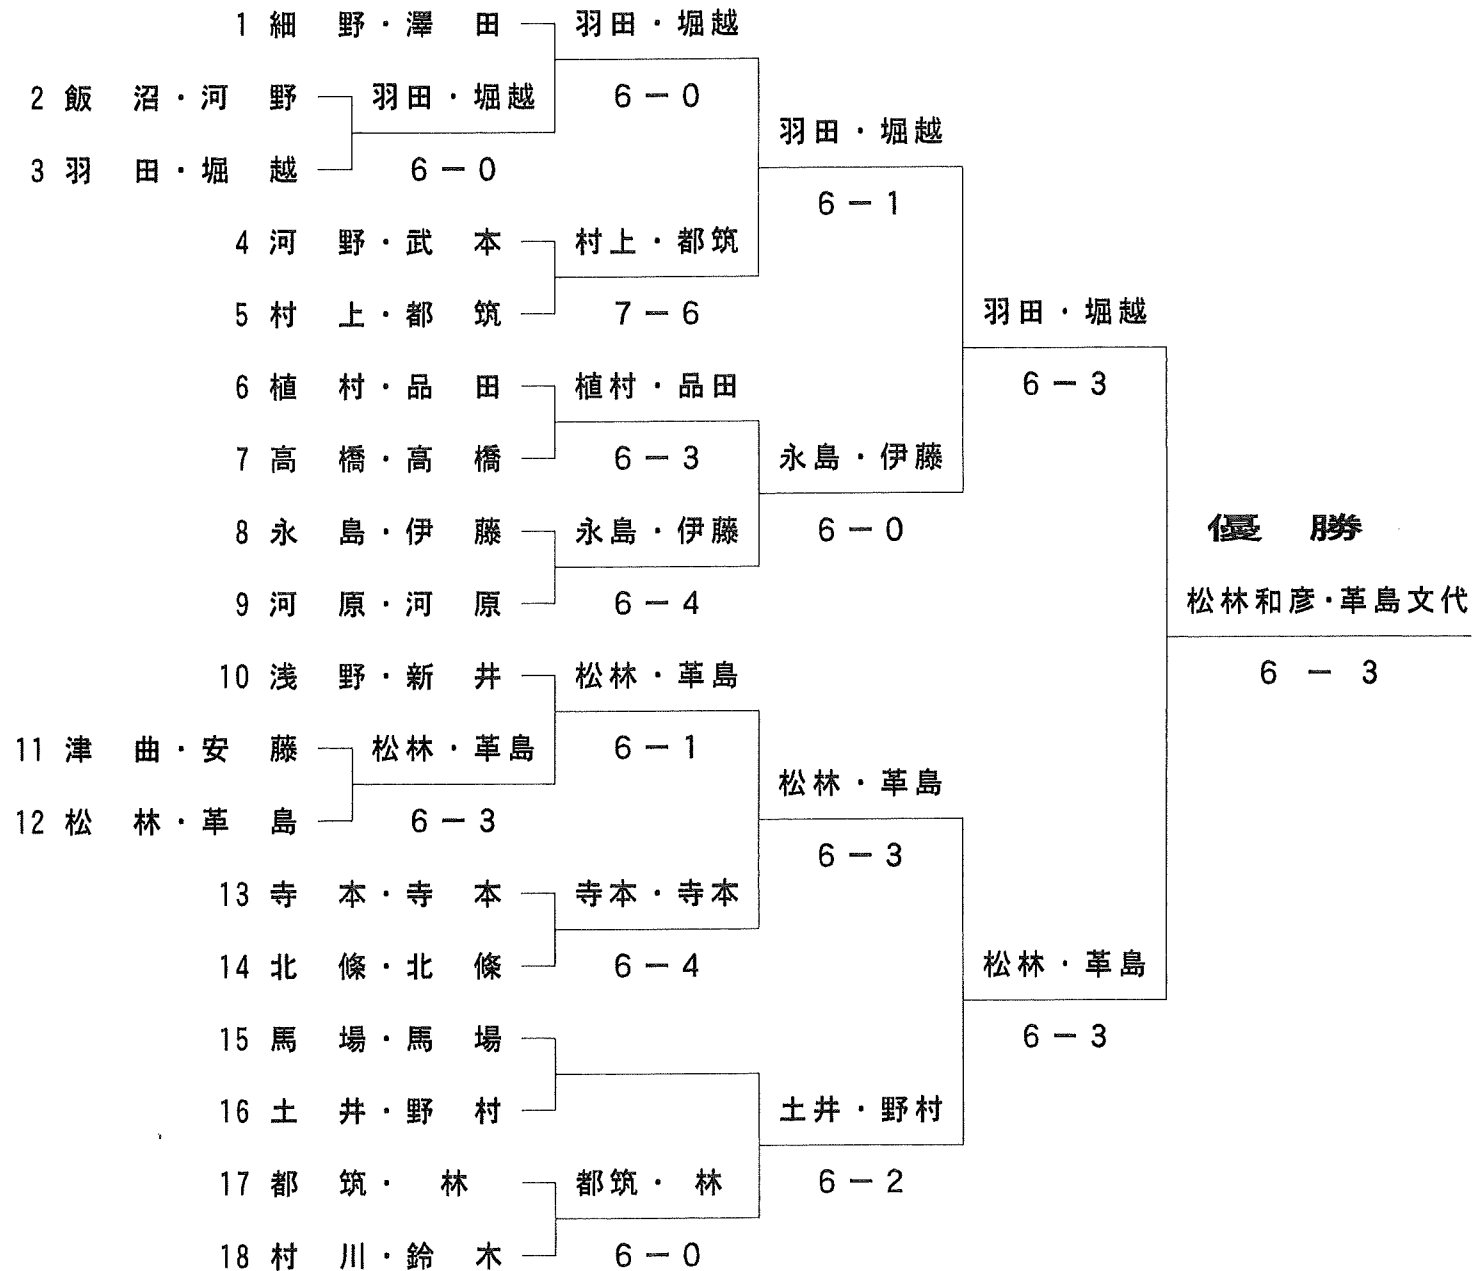 1 細野・澤田 羽田・堀越
2 飯沼・河野 羽田・堀越 6－0
羽田・堀越
3 羽田・堀越 6－0
6－1
4 河野・武本 村上・都筑
5 村上・都筑 7－6 羽田・堀越
6 植村・品田 植村・品田 6－3
7 高橋・高橋 6－3 永島・伊藤
8 永島・伊藤 永島・伊藤 6－0 優勝
9 河原・河原 6－4 松林和彦・革島文代
10 浅野・新井 松林・革島 6－3
11 津曲・安藤 松林・革島 6－1
松林・革島
12 松林・革島 6－3
6－3
13 寺本・寺本 寺本・寺本
14 北條・北條 6－4 松林・革島
15 馬場・馬場 6－3
16 土井・野村 土井・野村
17 都筑・林 都筑・林 6－2
18 村川・鈴木 6－0